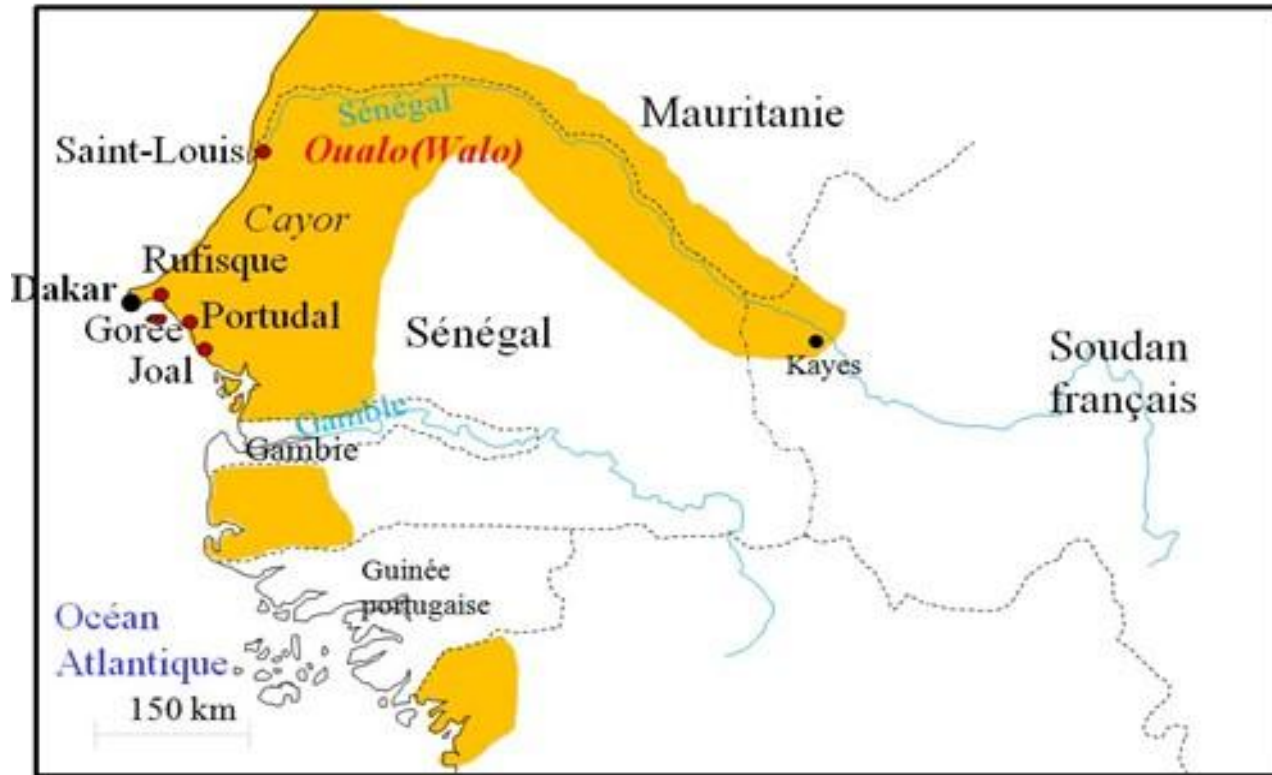 Mauritanie
Sénégal
Saint-Louis
Oualo(Walo)
Cayor
Rufisque
Dakar
Gorée
Portudal
Joal
Sénégal
Kayes
Soudan
français
Gambie
Gambie
Guinée
portugaise
Océan
Atlantique
150 km